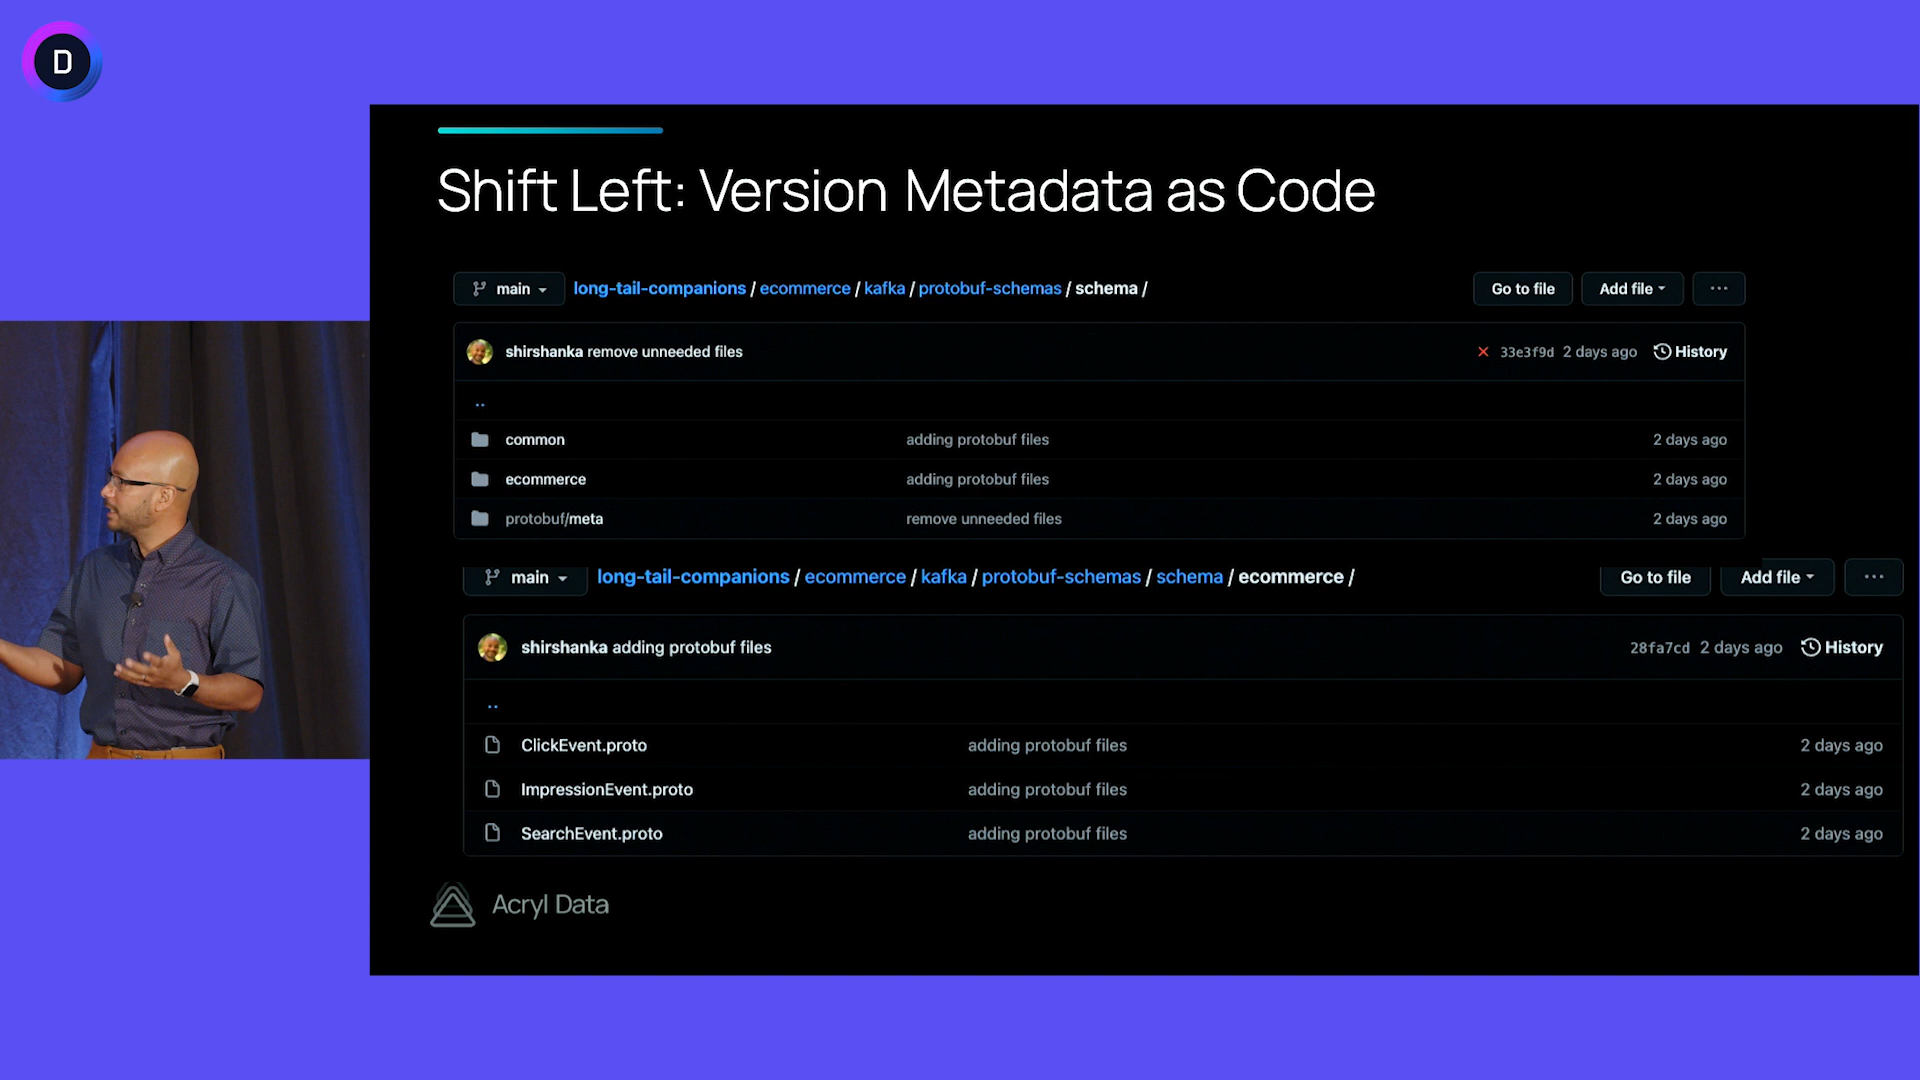 D
Shift Left: Version Metadata as Code
main long-tail-companions / ecommerce / kafka / protobuf-schemas / schema / Go to file Add file ...
shirshanka remove unneeded files 33e3f9d 2 days ago History
..
common adding protobuf files 2 days ago
ecommerce adding protobuf files 2 days ago
protobuf/meta remove unneeded files 2 days ago
main long-tail-companions / ecommerce / kafka / protobuf-schemas / schema / ecommerce / Go to file Add file ...
shirshanka adding protobuf files 28fa7cd 2 days ago History
..
ClickEvent.proto adding protobuf files 2 days ago
ImpressionEvent.proto adding protobuf files 2 days ago
SearchEvent.proto adding protobuf files 2 days ago
Acryl Data